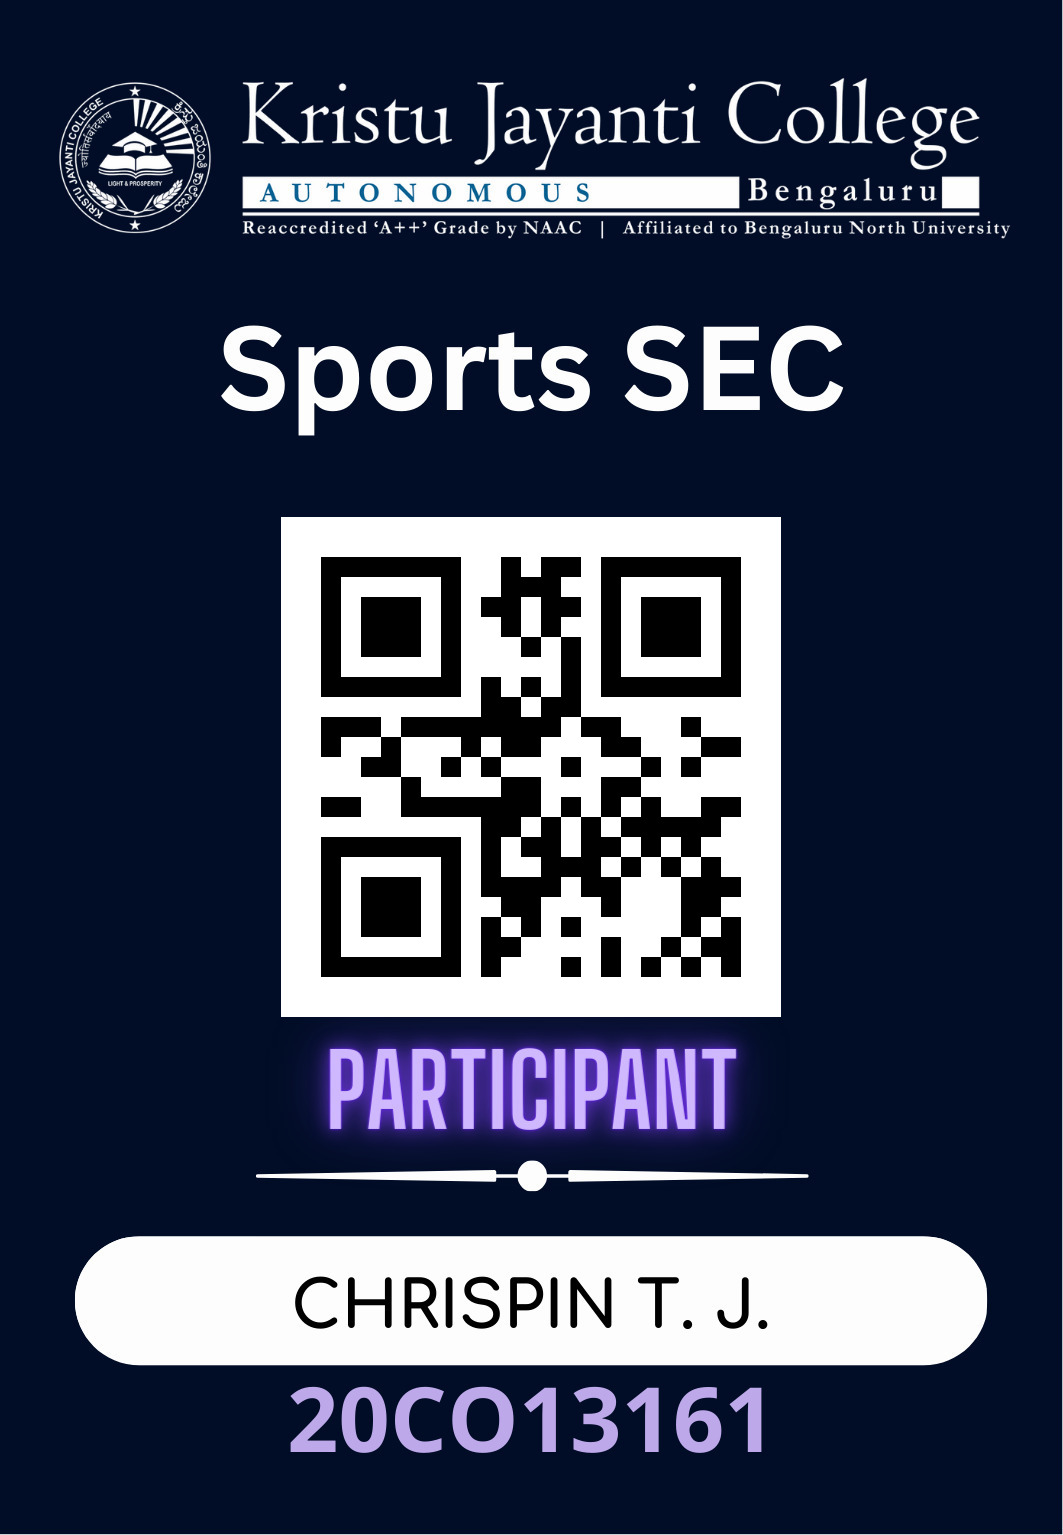 Kristu Jayanti College
AUTONOMOUS Bengaluru
Reaccredited ‘A++’ Grade by NAAC | Affiliated to Bengaluru North University
KRISTU JAYANTI COLLEGE
ज्योतिसंवादयाय
LIGHT & PROSPERITY
Sports SEC
PARTICIPANT
CHRISPIN T. J.
20CO13161